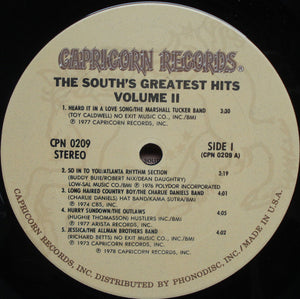 CAPRICORN RECORDS®
THE SOUTH'S GREATEST HITS
VOLUME II
1. HEARD IT IN A LOVE SONG/THE MARSHALL TUCKER BAND 3:30
(TOY CALDWELL) NO EXIT MUSIC CO., INC./BMI)
℗ 1977 CAPRICORN RECORDS, INC.
CPN 0209
STEREO
SIDE 1
(CPN 0209 A)
2. SO IN TO YOU/ATLANTA RHYTHM SECTION 3:19
(BUDDY BUIE/ROBERT NIX/DEAN DAUGHTRY)
LOW-SAL MUSIC CO./BMI) ℗ 1976 POLYDOR INCORPORATED
3. LONG HAIRED COUNTRY BOY/THE CHARLIE DANIELS BAND 4:02
(CHARLIE DANIELS) HAT BAND/KAMA SUTRA/BMI)
℗ 1974 CBS, INC.
4. HURRY SUNDOWN/THE OUTLAWS 4:01
(HUGHIE THOMASSON) HUSTLERS INC./BMI)
℗ 1977 ARISTA RECORDS, INC.
5. JESSICA/THE ALLMAN BROTHERS BAND 4:01
(RICHARD BETTS) NO EXIT MUSIC CO., INC./BMI)
℗ 1973 CAPRICORN RECORDS, INC.
℗ 1978 CAPRICORN RECORDS, INC.
CAPRICORN RECORDS, INC. DISTRIBUTED BY PHONODISC, INC./MADE IN U.S.A.